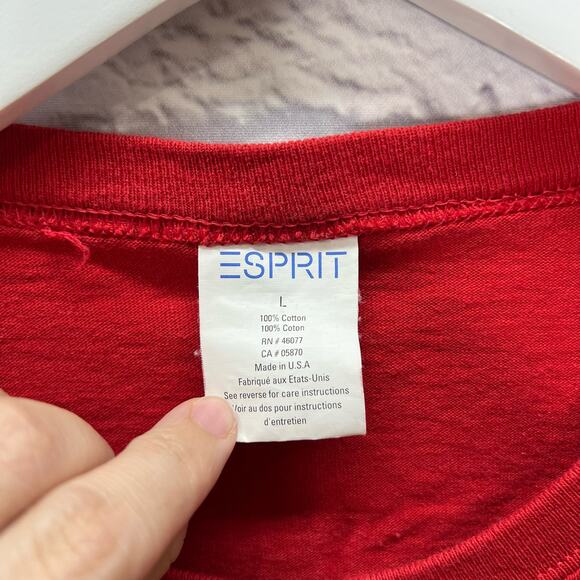 ESPRIT
L
100% Cotton
100% Coton
RN # 46077
CA # 05870
Made in U.S.A
Fabriqué aux Etats-Unis
See reverse for care instructions
Voir au dos pour instructions
d'entretien